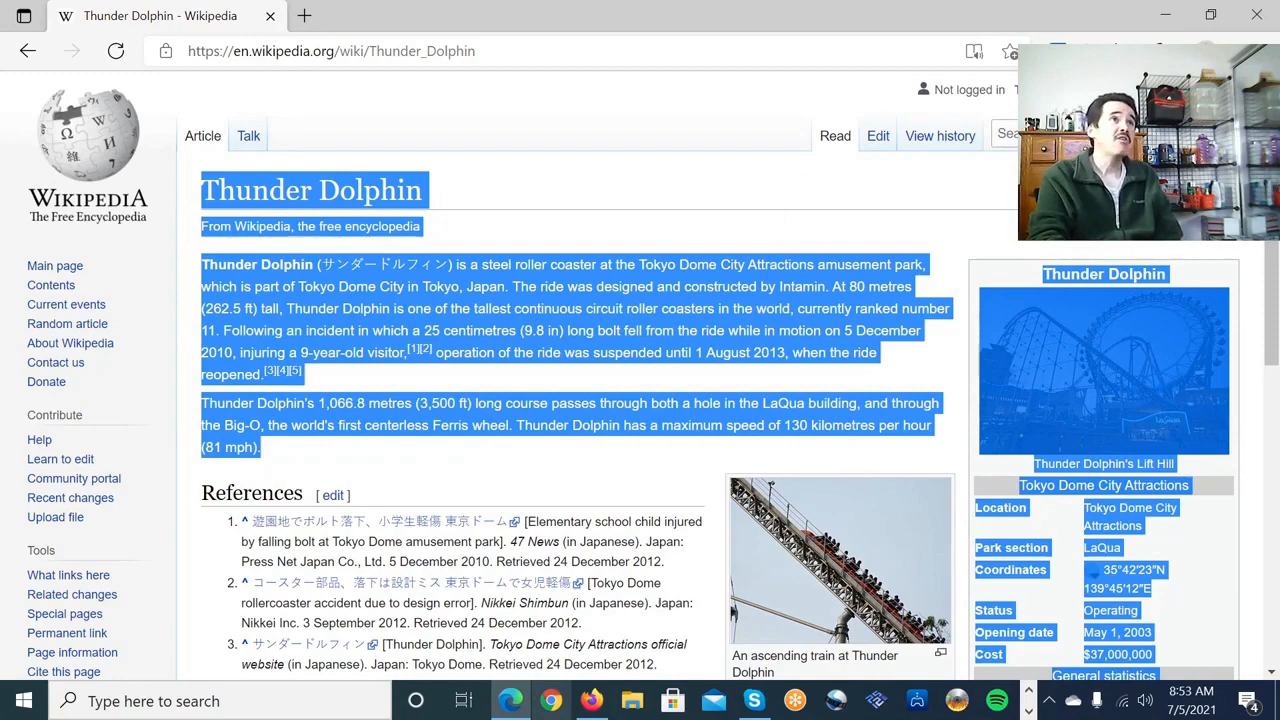 Thunder Dolphin - Wikipedia
https://en.wikipedia.org/wiki/Thunder_Dolphin
Not logged in
WIKIPEDIA
The Free Encyclopedia
Article Talk
Read Edit View history
Thunder Dolphin
From Wikipedia, the free encyclopedia
Thunder Dolphin (サンダードルフィン) is a steel roller coaster at the Tokyo Dome City Attractions amusement park,
which is part of Tokyo Dome City in Tokyo, Japan. The ride was designed and constructed by Intamin. At 80 metres
(262.5 ft) tall, Thunder Dolphin is one of the tallest continuous circuit roller coasters in the world, currently ranked number
11. Following an incident in which a 25 centimetres (9.8 in) long bolt fell from the ride while in motion on 5 December
2010, injuring a 9-year-old visitor,[1][2] operation of the ride was suspended until 1 August 2013, when the ride
reopened.[3][4][5]
Thunder Dolphin's 1,066.8 metres (3,500 ft) long course passes through both a hole in the LaQua building, and through
the Big-O, the world's first centerless Ferris wheel. Thunder Dolphin has a maximum speed of 130 kilometres per hour
(81 mph).
References [ edit ]
1. ^ 遊園地でボルト落下、小学生軽傷 東京ドーム [Elementary school child injured
by falling bolt at Tokyo Dome amusement park]. 47 News (in Japanese). Japan:
Press Net Japan Co., Ltd. 5 December 2010. Retrieved 24 December 2012.
2. ^ コースター部品、落下は設計ミス 東京ドームで女児軽傷 [Tokyo Dome
rollercoaster accident due to design error]. Nikkei Shimbun (in Japanese). Japan:
Nikkei Inc. 3 September 2012. Retrieved 24 December 2012.
3. ^ サンダードルフィン [Thunder Dolphin]. Tokyo Dome City Attractions official
website (in Japanese). Japan: Tokyo Dome. Retrieved 24 December 2012.
An ascending train at Thunder
Dolphin
Thunder Dolphin
Thunder Dolphin's Lift Hill
Tokyo Dome City Attractions
Location Tokyo Dome City
Attractions
Park section LaQua
Coordinates 35°42′23″N
139°45′12″E
Status Operating
Opening date May 1, 2003
Cost $37,000,000
General statistics
Main page
Contents
Current events
Random article
About Wikipedia
Contact us
Donate
Contribute
Help
Learn to edit
Community portal
Recent changes
Upload file
Tools
What links here
Related changes
Special pages
Permanent link
Page information
Cite this page
Type here to search
8:53 AM
7/5/2021
4